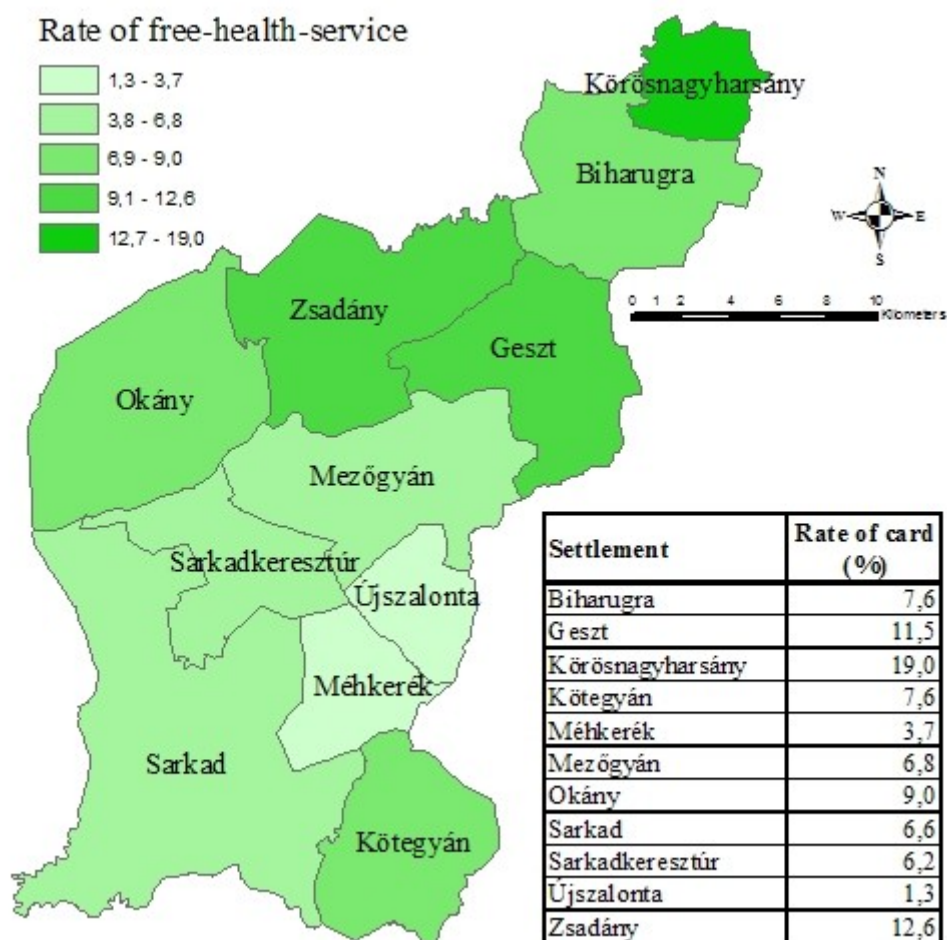 Rate of free-health-service
1,3 - 3,7
3,8 - 6,8
6,9 - 9,0
9,1 - 12,6
12,7 - 19,0
Körösnagyharsány
Biharugra
N
W E
S
0 1 2 4 6 8 10
Kilometers
Zsadány
Geszt
Okány
Mezőgyán
Sarkadkeresztúr
Újszalonta
Méhkerék
Sarkad
Kötegyán
Settlement Rate of card (%)
Biharugra 7,6
Geszt 11,5
Körösnagyharsány 19,0
Kötegyán 7,6
Méhkerék 3,7
Mezőgyán 6,8
Okány 9,0
Sarkad 6,6
Sarkadkeresztúr 6,2
Újszalonta 1,3
Zsadány 12,6